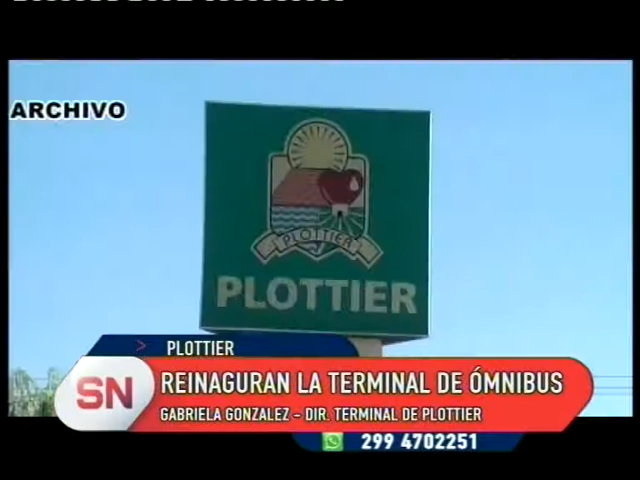 ARCHIVO
PLOTTIER
PLOTTIER
PLOTTIER
SN
REINAGURAN LA TERMINAL DE ÓMNIBUS
GABRIELA GONZALEZ - DIR. TERMINAL DE PLOTTIER
299 4702251